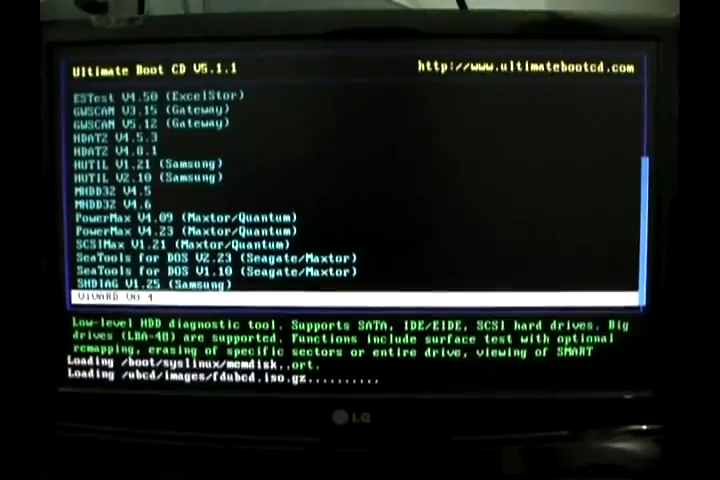 Ultimate Boot CD V5.1.1
http://www.ultimatebootcd.com
ESTest V4.50 (ExcelStor)
GWSCAN V3.15 (Gateway)
GWSCAN V5.12 (Gateway)
HDAT2 V4.5.3
HDAT2 V4.8.1
HUTIL V1.21 (Samsung)
HUTIL V2.10 (Samsung)
MHDD32 V4.5
MHDD32 V4.6
PowerMax V4.09 (Maxtor/Quantum)
PowerMax V4.23 (Maxtor/Quantum)
SCSIMax V1.21 (Maxtor/Quantum)
SeaTools for DOS V2.23 (Seagate/Maxtor)
SeaTools for DOS V1.10 (Seagate/Maxtor)
SHDIAG V1.25 (Samsung)
ViVARD V0.4
Low-level HDD diagnostic tool. Supports SATA, IDE/EIDE, SCSI hard drives. Big
drives (LBA-48) are supported. Functions include surface test with optional
remapping, erasing of specific sectors or entire drive, viewing of SMART
Loading /boot/syslinux/memdisk..ort.
Loading /ubcd/images/fdubcd.iso.gz..........
LG